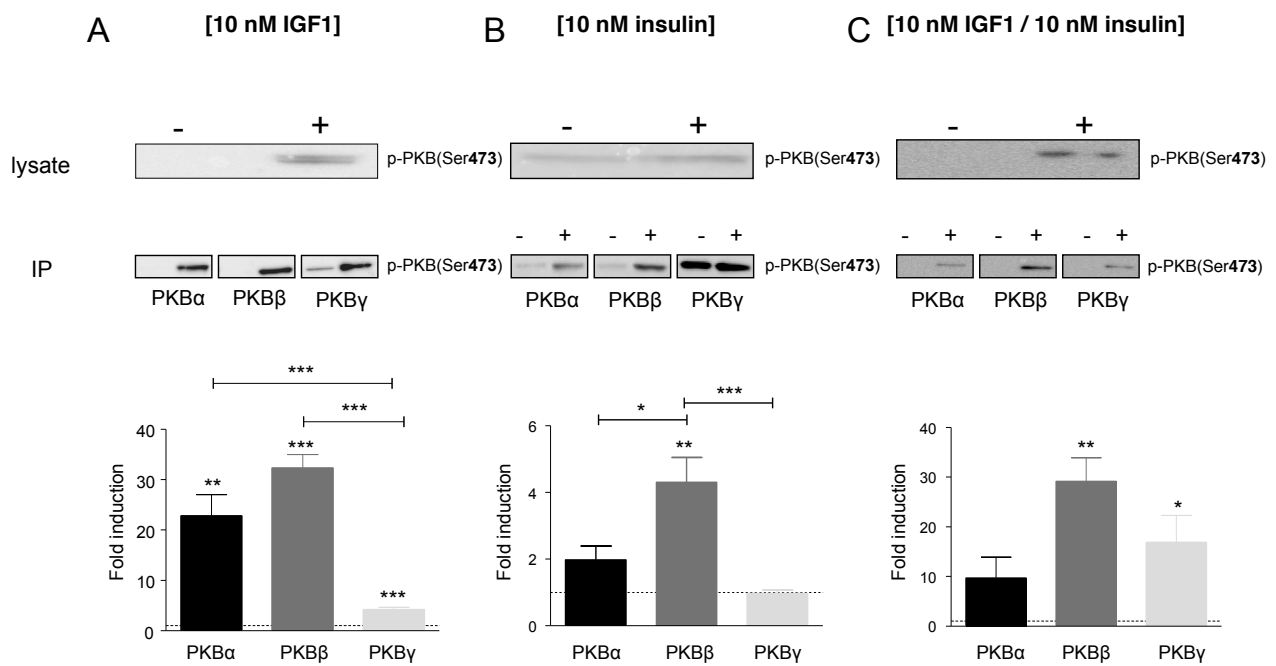 A [10 nM IGF1] B [10 nM insulin] C [10 nM IGF1 / 10 nM insulin]
- + - + - +
lysate p-PKB(Ser473) p-PKB(Ser473) p-PKB(Ser473)
- + - + - + - + - + - +
IP p-PKB(Ser473) p-PKB(Ser473) p-PKB(Ser473)
PKBα PKBβ PKBγ PKBα PKBβ PKBγ PKBα PKBβ PKBγ
***
***
**
***
***
Fold induction
40
30
20
10
0
PKBα PKBβ PKBγ
***
*
**
Fold induction
6
4
2
0
PKBα PKBβ PKBγ
**
*
Fold induction
40
30
20
10
0
PKBα PKBβ PKBγ